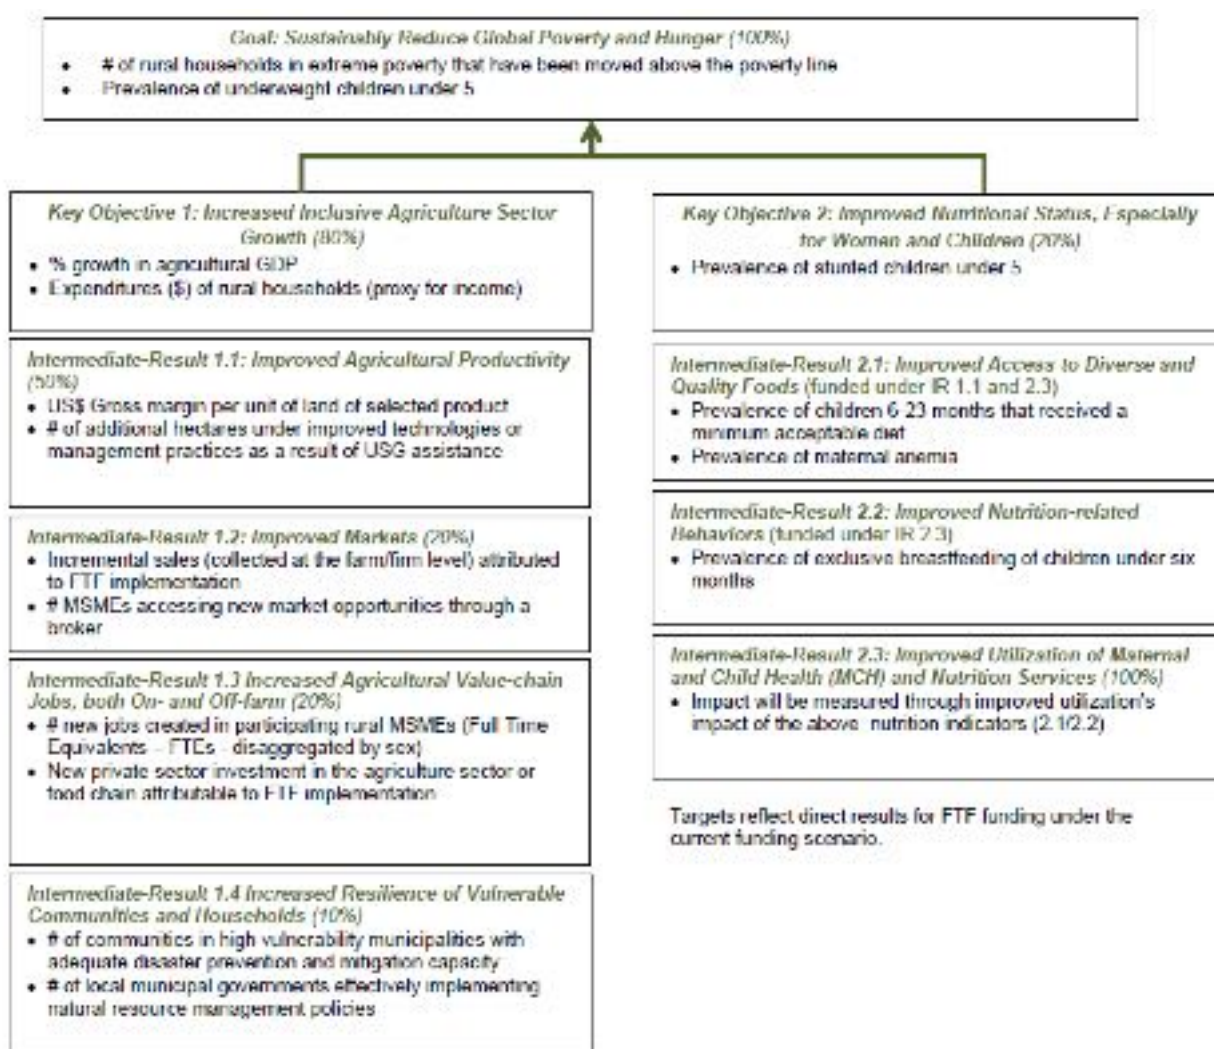 Goal: Sustainably Reduce Global Poverty and Hunger (100%)
• # of rural households in extreme poverty that have been moved above the poverty line
• Prevalence of underweight children under 5
Key Objective 1: Increased Inclusive Agriculture Sector
Growth (80%)
• % growth in agricultural GDP
• Expenditures ($) of rural households (proxy for income)
Intermediate-Result 1.1: Improved Agricultural Productivity
(50%)
• US$ Gross margin per unit of land of selected product
• # of additional hectares under improved technologies or
management practices as a result of USG assistance
Intermediate-Result 1.2: Improved Markets (20%)
• Incremental sales (collected at the farm/firm level) attributed
to FTF implementation
• # MSMEs accessing new market opportunities through a
broker
Intermediate-Result 1.3 Increased Agricultural Value-chain
Jobs, both On- and Off-farm (20%)
• # new jobs created in participating rural MSMEs (Full Time
Equivalents – FTEs - disaggregated by sex)
• New private sector investment in the agriculture sector or
food chain attributable to FTF implementation
Intermediate-Result 1.4 Increased Resilience of Vulnerable
Communities and Households (10%)
• # of communities in high vulnerability municipalities with
adequate disaster prevention and mitigation capacity
• # of local municipal governments effectively implementing
natural resource management policies
Key Objective 2: Improved Nutritional Status, Especially
for Women and Children (20%)
• Prevalence of stunted children under 5
Intermediate-Result 2.1: Improved Access to Diverse and
Quality Foods (funded under IR 1.1 and 2.3)
• Prevalence of children 6-23 months that received a
minimum acceptable diet
• Prevalence of maternal anemia
Intermediate-Result 2.2: Improved Nutrition-related
Behaviors (funded under IR 2.3)
• Prevalence of exclusive breastfeeding of children under six
months
Intermediate-Result 2.3: Improved Utilization of Maternal
and Child Health (MCH) and Nutrition Services (100%)
• Impact will be measured through improved utilization's
impact of the above nutrition indicators (2.1/2.2)
Targets reflect direct results for FTF funding under the
current funding scenario.